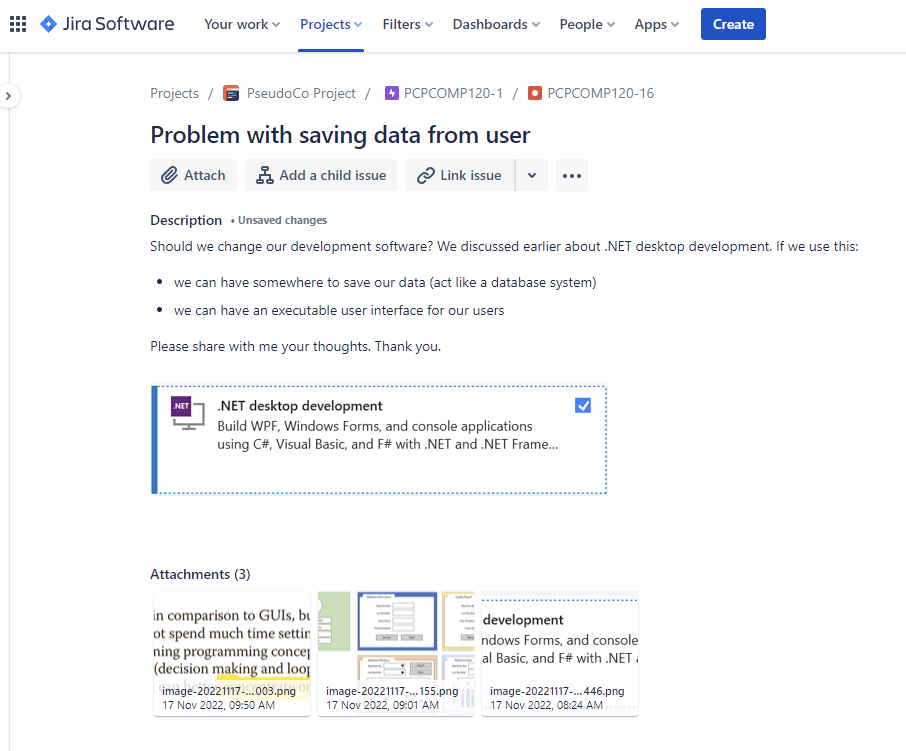 Jira Software Your work Projects Filters Dashboards People Apps Create
Projects / PseudoCo Project / PCPCOMP120-1 / PCPCOMP120-16
Problem with saving data from user
Attach Add a child issue Link issue
Description • Unsaved changes
Should we change our development software? We discussed earlier about .NET desktop development. If we use this:
• we can have somewhere to save our data (act like a database system)
• we can have an executable user interface for our users
Please share with me your thoughts. Thank you.
.NET
.NET desktop development
Build WPF, Windows Forms, and console applications
using C#, Visual Basic, and F# with .NET and .NET Frame...
Attachments (3)
in comparison to GUIs, bu
ot spend much time settin
ning programming concep
(decision making and loop
can better concentrate on
image-20221117-...003.png
17 Nov 2022, 09:50 AM
image-20221117-...155.png
17 Nov 2022, 09:01 AM
development
ndows Forms, and console
al Basic, and F# with .NET
image-20221117-...446.png
17 Nov 2022, 08:24 AM